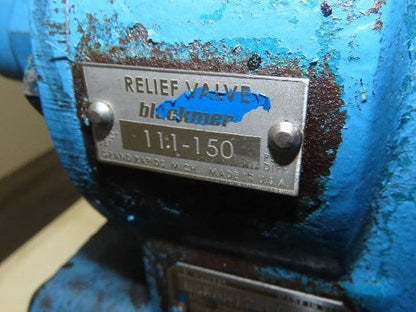 RELIEF VALVE
blackmer
111-150
GRAND RAPIDS, MICH. MADE IN U.S.A.